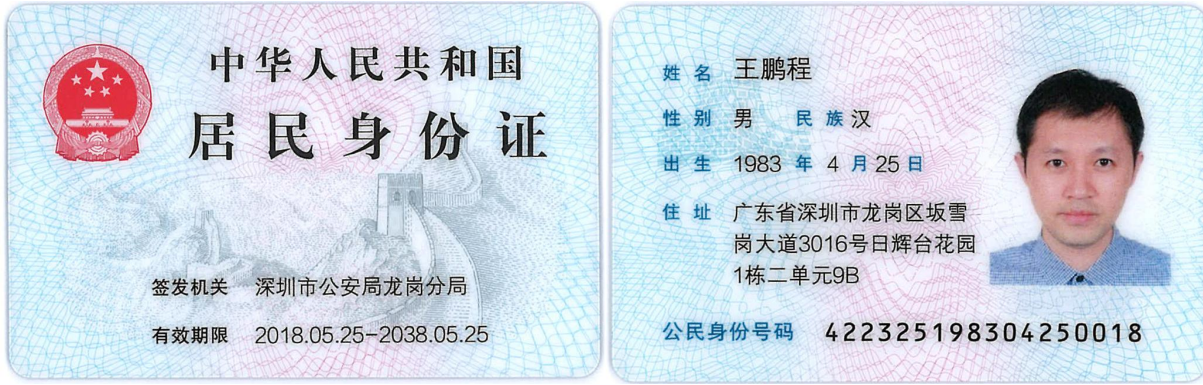 中华人民共和国
居民身份证
签发机关 深圳市公安局龙岗分局
有效期限 2018.05.25-2038.05.25
姓名 王鹏程
性别 男 民族 汉
出生 1983 年 4 月 25 日
住址 广东省深圳市龙岗区坂雪
岗大道3016号日辉台花园
1栋二单元9B
公民身份号码 422325198304250018